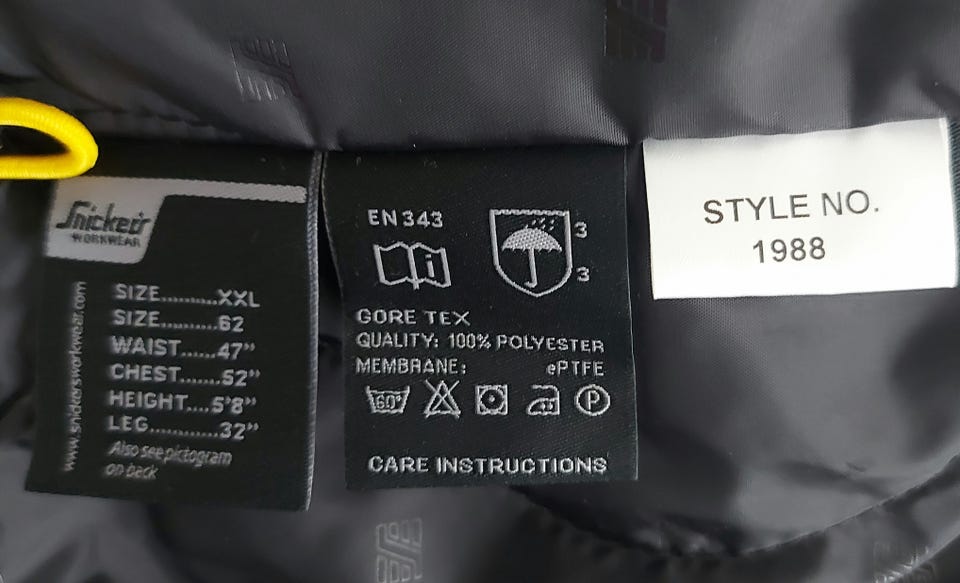 Snickers
WORKWEAR
www.snickersworkwear.com
SIZE..........XXL
SIZE..........62
WAIST......47"
CHEST.......52"
HEIGHT....5'8"
LEG............32"
Also see pictogram
on back
EN 343
3
3
GORE TEX
QUALITY: 100% POLYESTER
MEMBRANE: ePTFE
60°
P
CARE INSTRUCTIONS
STYLE NO.
1988